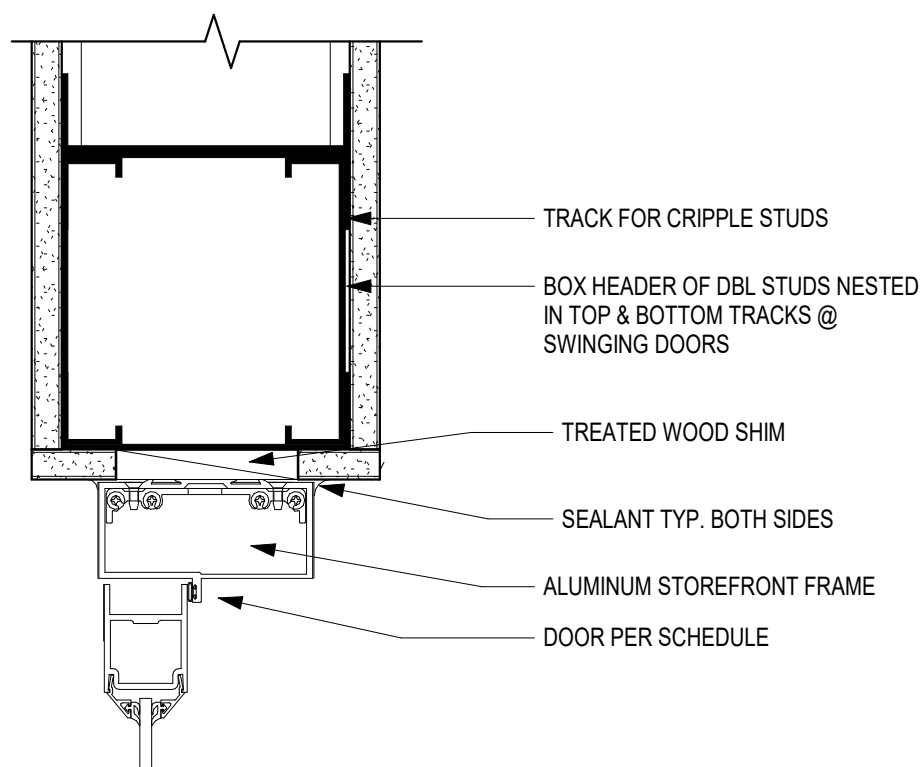 TRACK FOR CRIPPLE STUDS
BOX HEADER OF DBL STUDS NESTED
IN TOP & BOTTOM TRACKS @
SWINGING DOORS
TREATED WOOD SHIM
SEALANT TYP. BOTH SIDES
ALUMINUM STOREFRONT FRAME
DOOR PER SCHEDULE